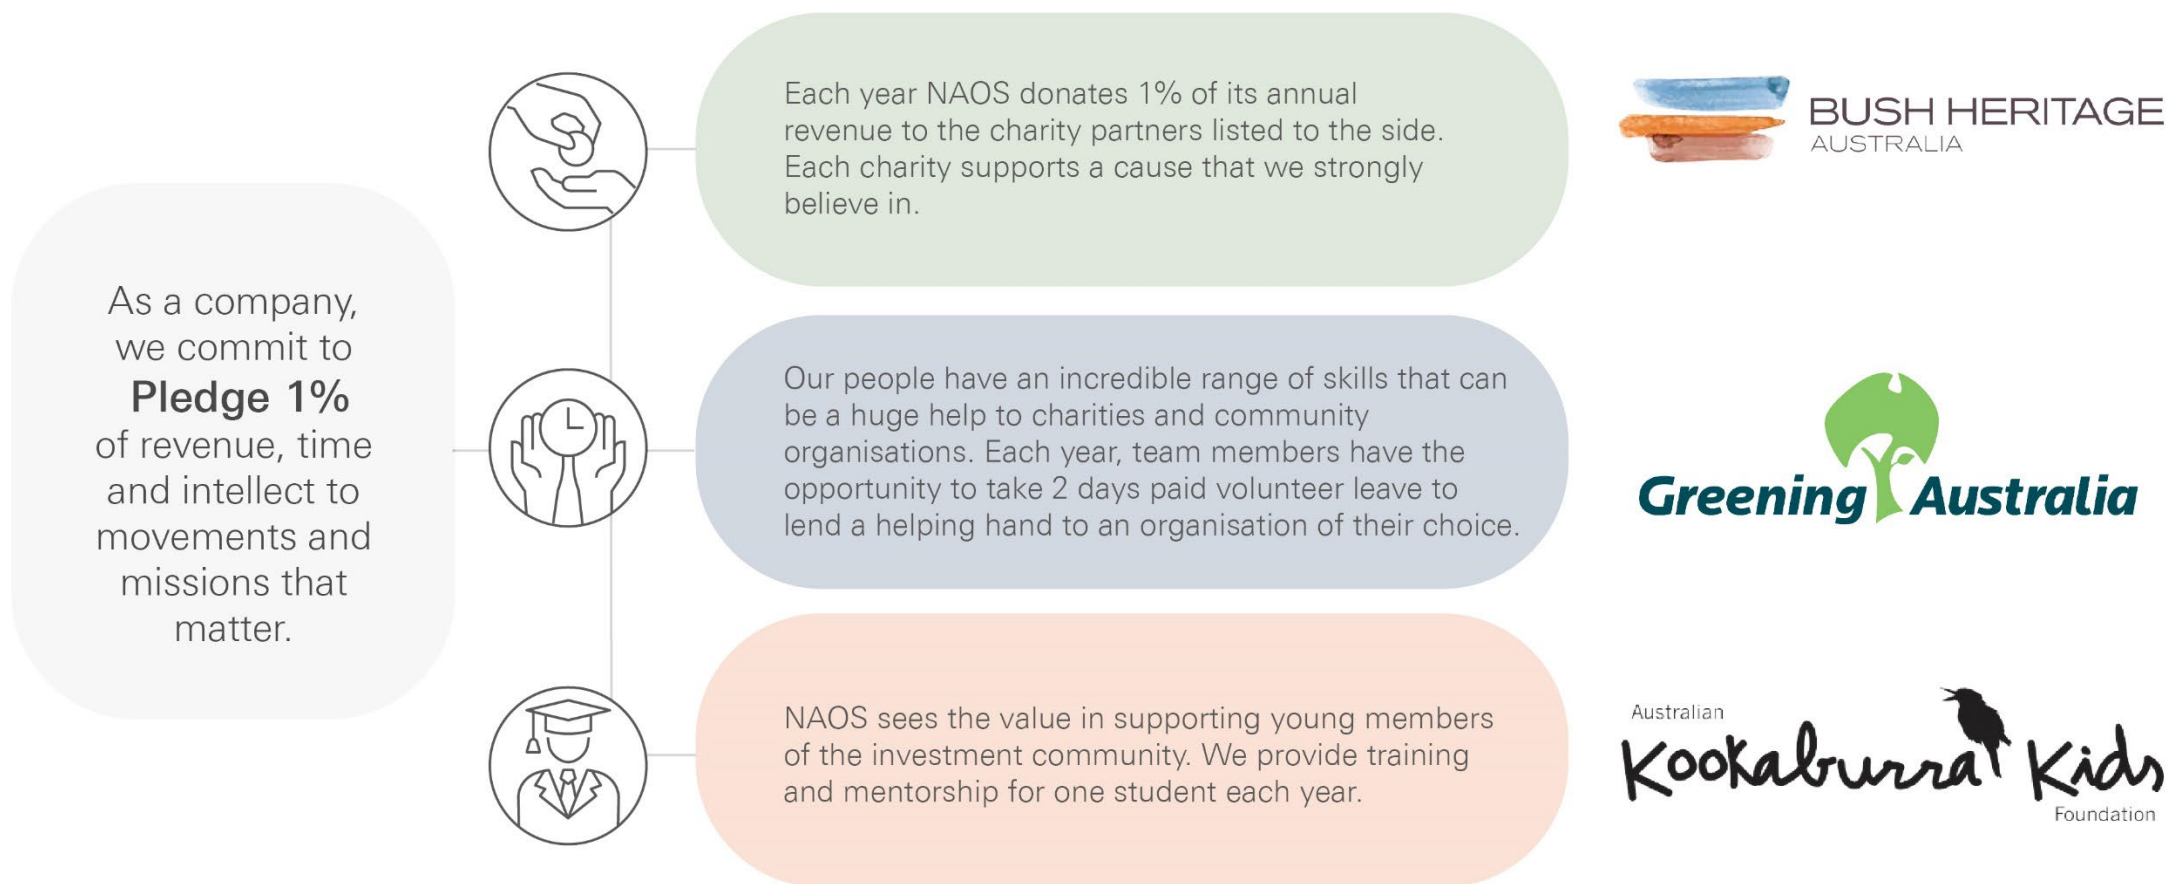 As a company,
we commit to
Pledge 1%
of revenue, time
and intellect to
movements and
missions that
matter.
Each year NAOS donates 1% of its annual
revenue to the charity partners listed to the side.
Each charity supports a cause that we strongly
believe in.
Our people have an incredible range of skills that can
be a huge help to charities and community
organisations. Each year, team members have the
opportunity to take 2 days paid volunteer leave to
lend a helping hand to an organisation of their choice.
NAOS sees the value in supporting young members
of the investment community. We provide training
and mentorship for one student each year.
BUSH HERITAGE
AUSTRALIA
Greening Australia
Australian
Kookaburra Kids
Foundation